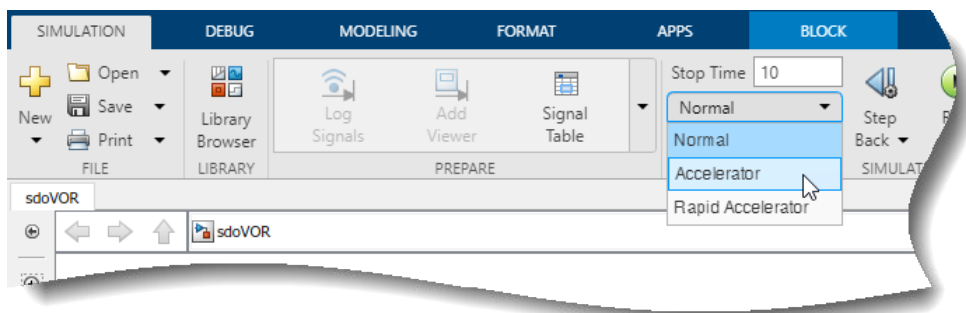 SIMULATION DEBUG MODELING FORMAT APPS BLOCK
New
Open
Save
Print
FILE
Library
Browser
LIBRARY
Log
Signals
Add
Viewer
Signal
Table
PREPARE
Stop Time 10
Normal
Normal
Accelerator
Rapid Accelerator
Step
Back
sdoVOR
sdoVOR